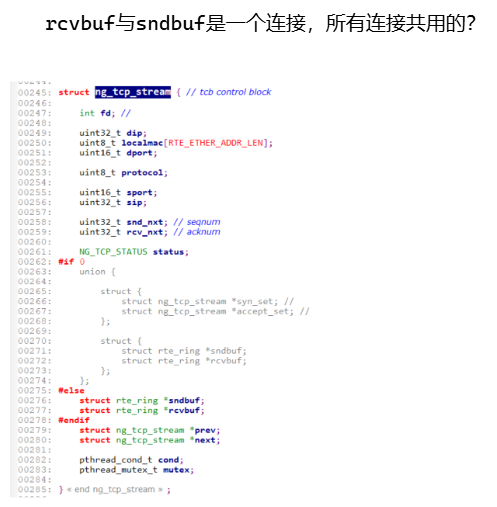 rcvbuf与sndbuf是一个连接，所有连接共用的？
00245: struct ng_tcp_stream { // tcb control block
00246:
00247: int fd; //
00248:
00249: uint32_t dip;
00250: uint8_t localmac[RTE_ETHER_ADDR_LEN];
00251: uint16_t dport;
00252:
00253: uint8_t protocol;
00254:
00255: uint16_t sport;
00256: uint32_t sip;
00257:
00258: uint32_t snd_nxt; // seqnum
00259: uint32_t rcv_nxt; // acknum
00260:
00261: NG_TCP_STATUS status;
00262: #if 0
00263: union {
00264:
00265: struct {
00266: struct ng_tcp_stream *syn_set; //
00267: struct ng_tcp_stream *accept_set; //
00268: };
00269:
00270: struct {
00271: struct rte_ring *sndbuf;
00272: struct rte_ring *rcvbuf;
00273: };
00274: };
00275: #else
00276: struct rte_ring *sndbuf;
00277: struct rte_ring *rcvbuf;
00278: #endif
00279: struct ng_tcp_stream *prev;
00280: struct ng_tcp_stream *next;
00281:
00282: pthread_cond_t cond;
00283: pthread_mutex_t mutex;
00284:
00285: } « end ng_tcp_stream » ;